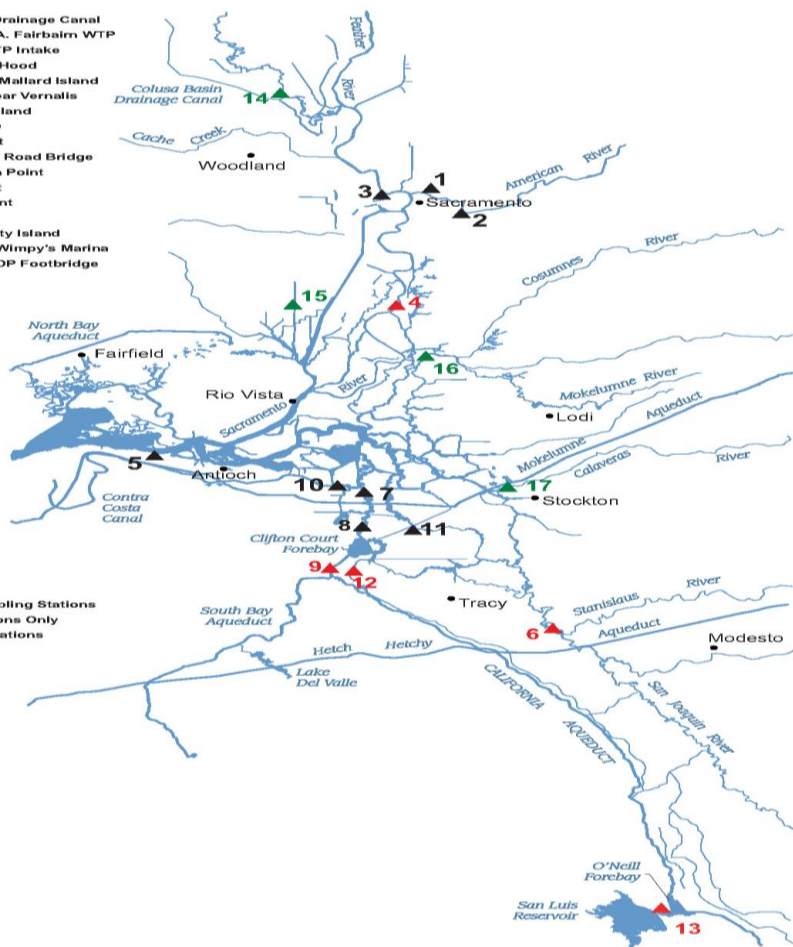 Drainage Canal
A. Fairbairn WTP
TP Intake
Hood
Mallard Island
ar Vernalis
land
t
Road Bridge
Point
t
nt
ty Island
Wimpy's Marina
DP Footbridge
Feather
River
Colusa Basin
Drainage Canal
14
Cache Creek
Woodland
American River
1
3
Sacramento
2
Cosumnes River
15
4
North Bay
Aqueduct
Fairfield
16
River
Mokelumne River
Rio Vista
Sacramento
Lodi
Mokelumne Aqueduct
Calaveras River
5
Antioch
10
7
17
Stockton
Contra
Costa
Canal
8
11
Clifton Court
Forebay
9
12
pling Stations
ons Only
ations
South Bay
Aqueduct
Tracy
Stanislaus River
6
Aqueduct
Modesto
Hetch Hetchy
Lake
Del Valle
CALIFORNIA
AQUEDUCT
San Joaquin River
O'Neill
Forebay
San Luis
Reservoir
13